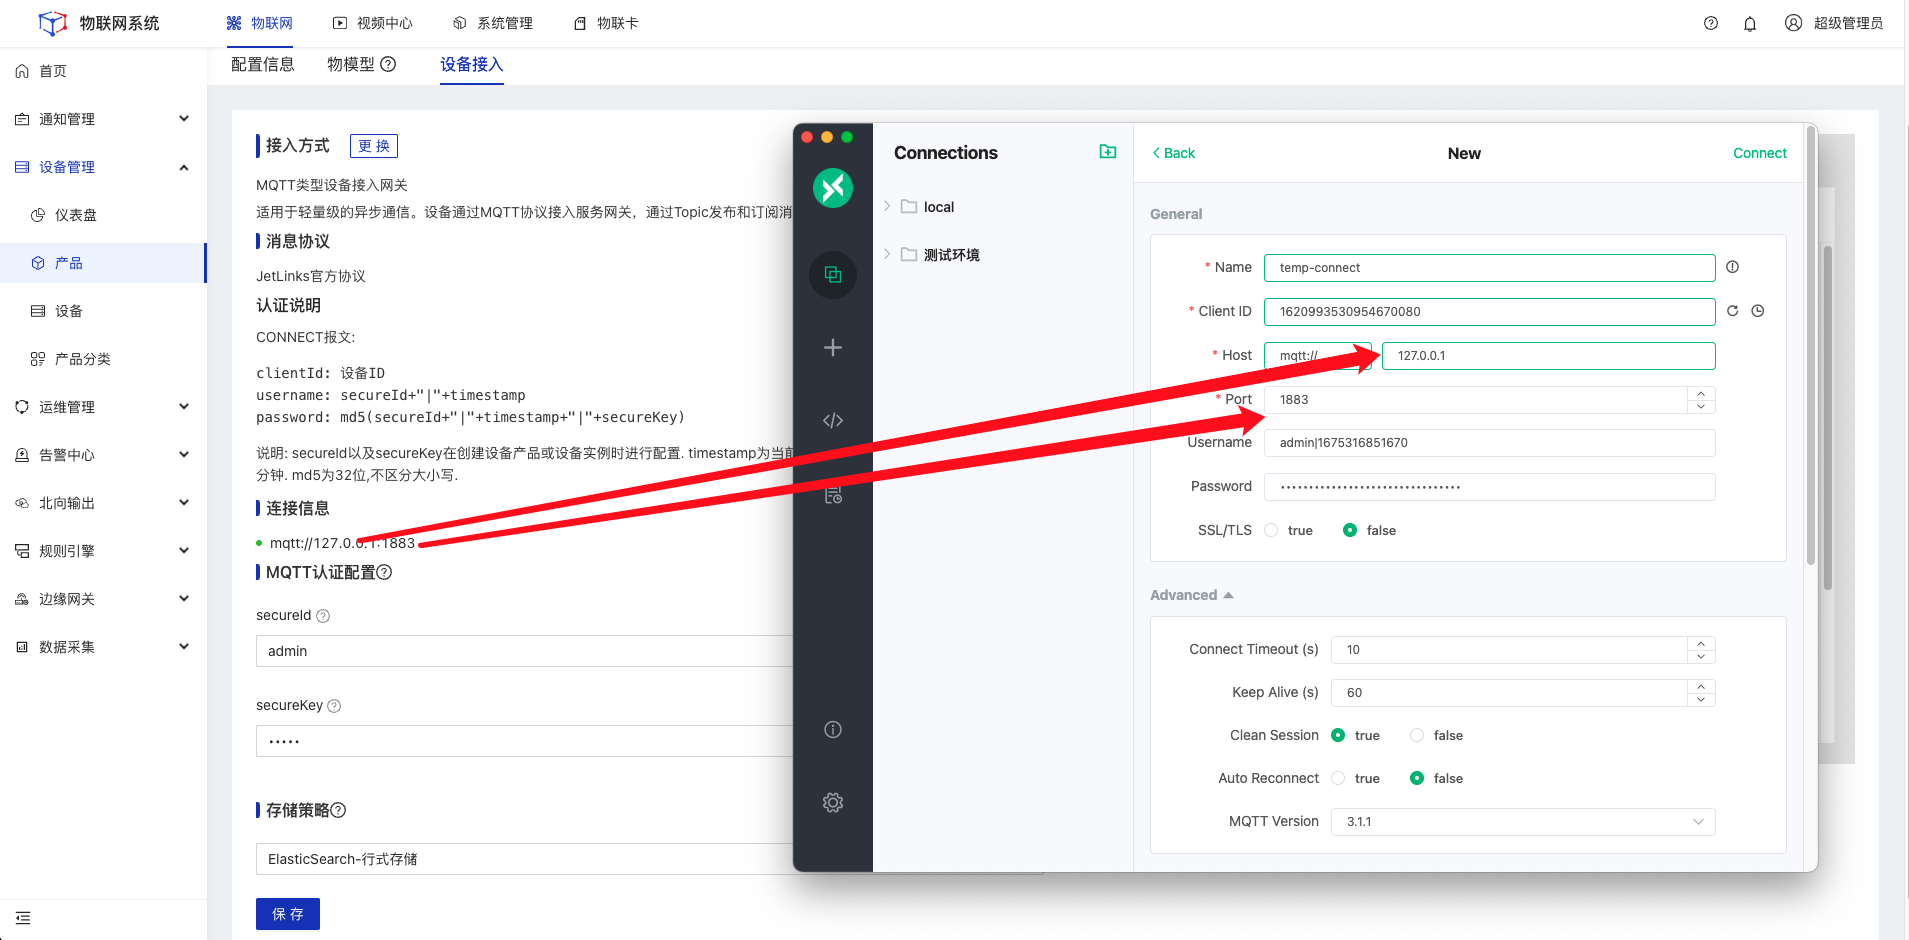 物联网系统
物联网
视频中心
系统管理
物联卡
超级管理员
首页
通知管理
设备管理
仪表盘
产品
设备
产品分类
运维管理
告警中心
北向输出
规则引擎
边缘网关
数据采集
配置信息
物模型
设备接入
接入方式
更 换
MQTT类型设备接入网关
适用于轻量级的异步通信。设备通过MQTT协议接入服务网关，通过Topic发布和订阅消
消息协议
JetLinks官方协议
认证说明
CONNECT报文:
clientId: 设备ID
username: secureId+"|"+timestamp
password: md5(secureId+"|"+timestamp+"|"+secureKey)
说明: secureId以及secureKey在创建设备产品或设备实例时进行配置. timestamp为当前
分钟. md5为32位,不区分大小写.
连接信息
mqtt://127.0.0.1:1883
MQTT认证配置
secureId
admin
secureKey
•••••
存储策略
ElasticSearch-行式存储
保 存
Connections
local
测试环境
Back
New
Connect
General
* Name
temp-connect
* Client ID
1620993530954670080
* Host
mqtt://
127.0.0.1
* Port
1883
Username
admin|1675316851670
Password
••••••••••••••••••••••••••••••••
SSL/TLS
true
false
Advanced
Connect Timeout (s)
10
Keep Alive (s)
60
Clean Session
true
false
Auto Reconnect
true
false
MQTT Version
3.1.1